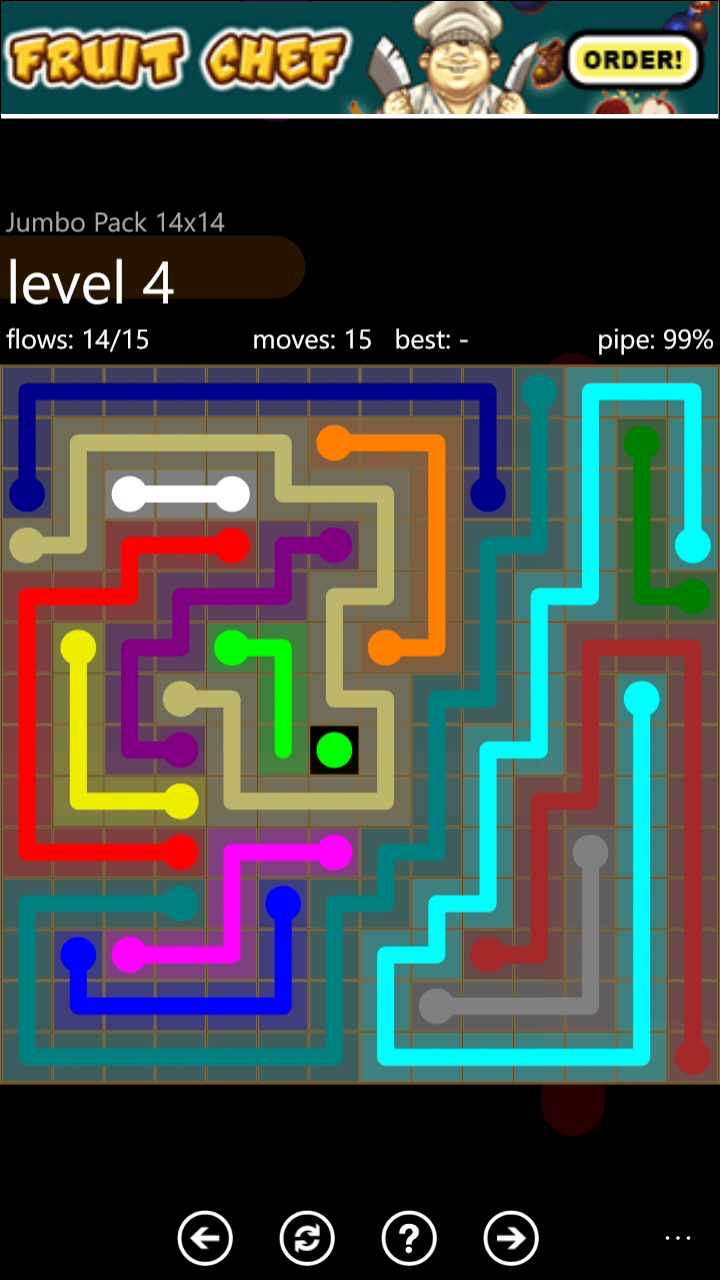 FRUIT CHEF
ORDER!
Jumbo Pack 14x14
level 4
flows: 14/15 moves: 15 best: - pipe: 99%
?
...